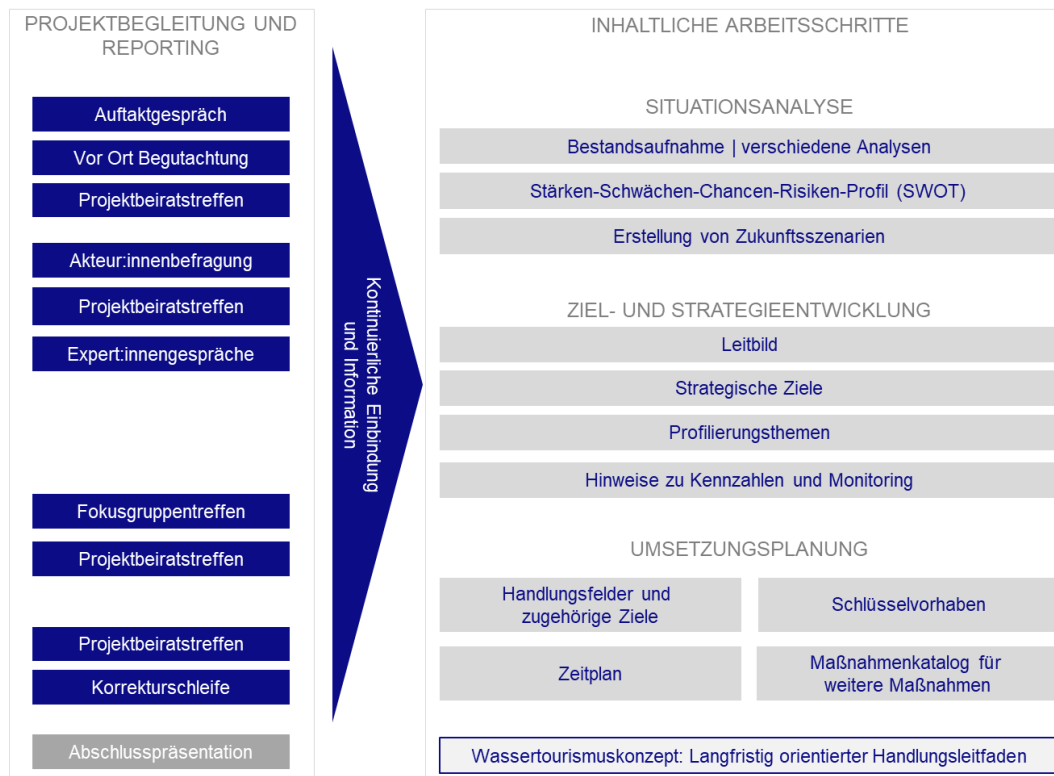 PROJEKTBEGLEITUNG UND
REPORTING
Auftaktgespräch
Vor Ort Begutachtung
Projektbeiratstreffen
Akteur:innenbefragung
Projektbeiratstreffen
Expert:innengespräche
Fokusgruppentreffen
Projektbeiratstreffen
Projektbeiratstreffen
Korrekturschleife
Abschlusspräsentation
Kontinuierliche Einbindung
und Information
INHALTLICHE ARBEITSSCHRITTE
SITUATIONSANALYSE
Bestandsaufnahme | verschiedene Analysen
Stärken-Schwächen-Chancen-Risiken-Profil (SWOT)
Erstellung von Zukunftsszenarien
ZIEL- UND STRATEGIEENTWICKLUNG
Leitbild
Strategische Ziele
Profilierungsthemen
Hinweise zu Kennzahlen und Monitoring
UMSETZUNGSPLANUNG
Handlungsfelder und
zugehörige Ziele
Schlüsselvorhaben
Zeitplan
Maßnahmenkatalog für
weitere Maßnahmen
Wassertourismuskonzept: Langfristig orientierter Handlungsleitfaden